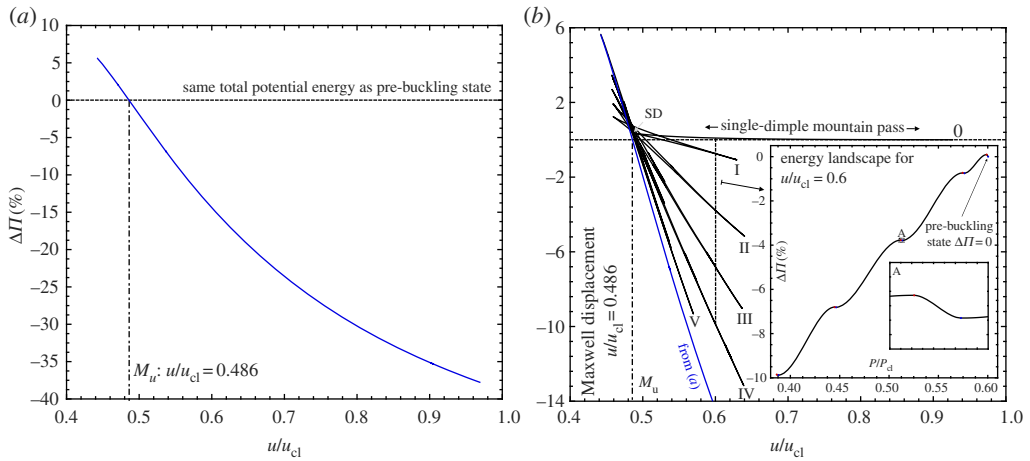 (a)
10
5
0
−5
−10
−15
−20
−25
−30
−35
−40
ΔΠ(%)
same total potential energy as pre-buckling state
M_u: u/u_cl = 0.486
0.4 0.5 0.6 0.7 0.8 0.9 1.0
u/u_cl
(b)
6
2
−2
−6
−10
−14
SD
single-dimple mountain pass
0
I
II
III
IV
V
Maxwell displacement
u/u_cl = 0.486
M_u
from (a)
0.4 0.5 0.6 0.7 0.8 0.9 1.0
u/u_cl
energy landscape for
u/u_cl = 0.6
0
−2
−4
−6
−8
−10
ΔΠ(%)
A
pre-buckling
state ΔΠ = 0
A
0.40 0.45 0.50 0.55 0.60
P/P_cl